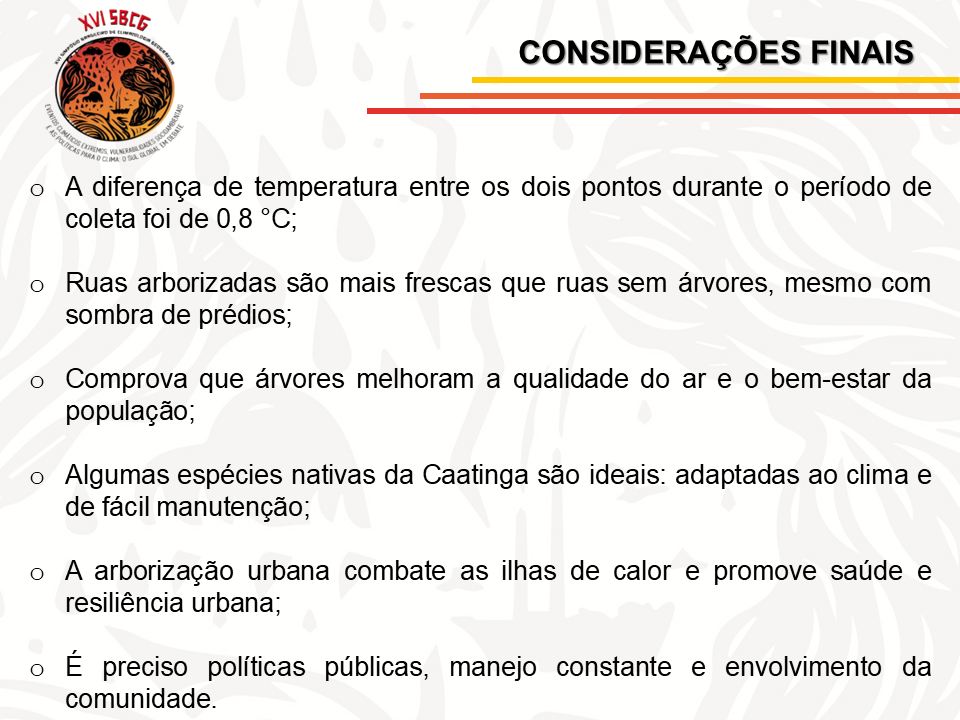 XVI SBCG
XVI SIMPÓSIO BRASILEIRO DE CLIMATOLOGIA GEOGRÁFICA
EVENTOS CLIMÁTICOS EXTREMOS, VULNERABILIDADES SOCIOAMBIENTAIS
E AS POLÍTICAS PARA O CLIMA: O SUL GLOBAL EM DEBATE
CONSIDERAÇÕES FINAIS
o A diferença de temperatura entre os dois pontos durante o período de
coleta foi de 0,8 °C;
o Ruas arborizadas são mais frescas que ruas sem árvores, mesmo com
sombra de prédios;
o Comprova que árvores melhoram a qualidade do ar e o bem-estar da
população;
o Algumas espécies nativas da Caatinga são ideais: adaptadas ao clima e
de fácil manutenção;
o A arborização urbana combate as ilhas de calor e promove saúde e
resiliência urbana;
o É preciso políticas públicas, manejo constante e envolvimento da
comunidade.